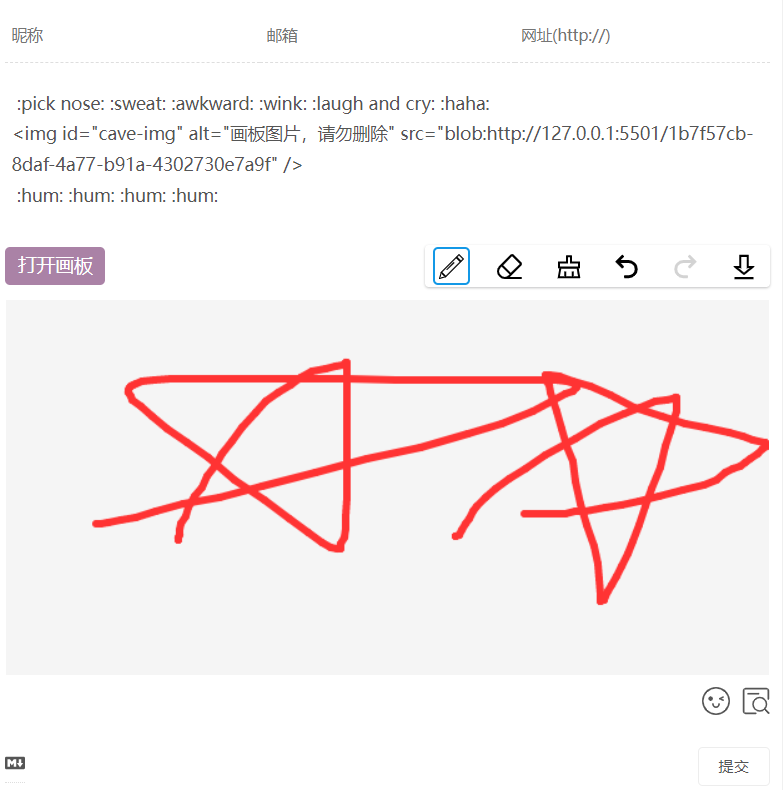 昵称 邮箱 网址(http://)
:pick nose: :sweat: :awkward: :wink: :laugh and cry: :haha:
<img id="cave-img" alt="画板图片，请勿删除" src="blob:http://127.0.0.1:5501/1b7f57cb-
8daf-4a77-b91a-4302730e7a9f" />
:hum: :hum: :hum: :hum:
打开画板
M
提交